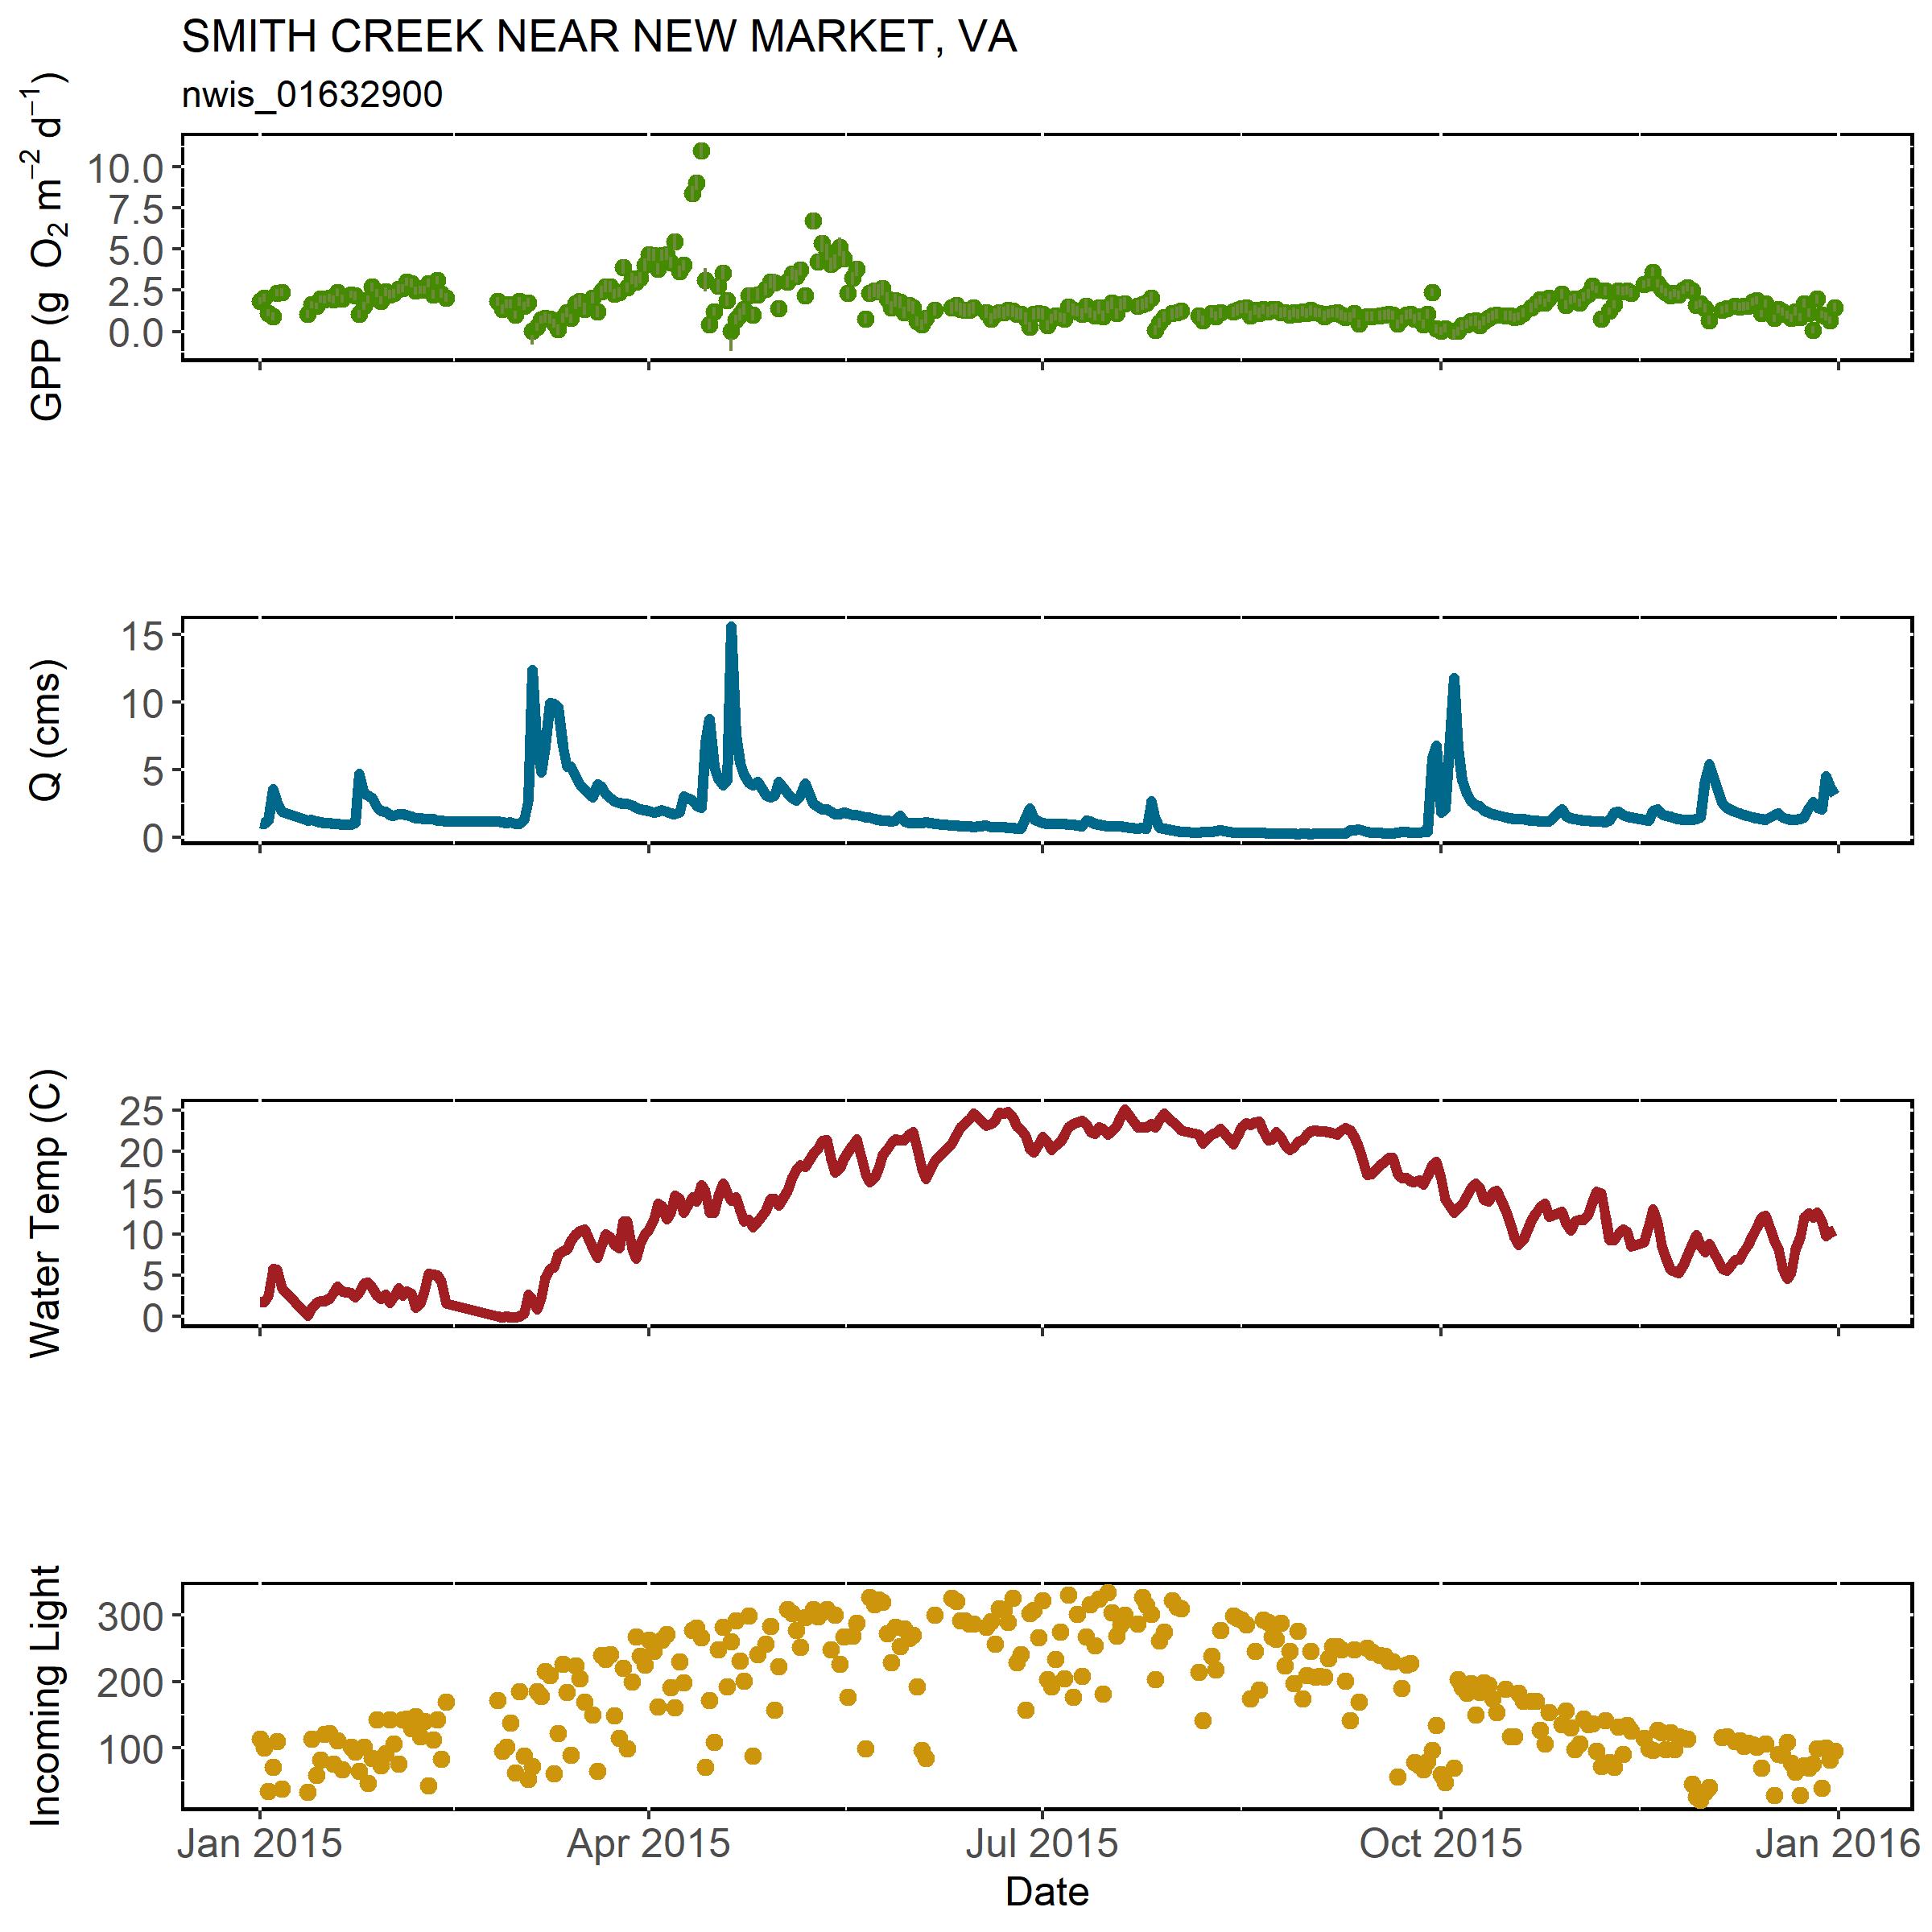 SMITH CREEK NEAR NEW MARKET, VA
nwis_01632900
GPP (g O₂ m⁻² d⁻¹)
10.0
7.5
5.0
2.5
0.0
Q (cms)
15
10
5
0
Water Temp (C)
25
20
15
10
5
0
Incoming Light
300
200
100
Jan 2015
Apr 2015
Jul 2015
Oct 2015
Jan 2016
Date